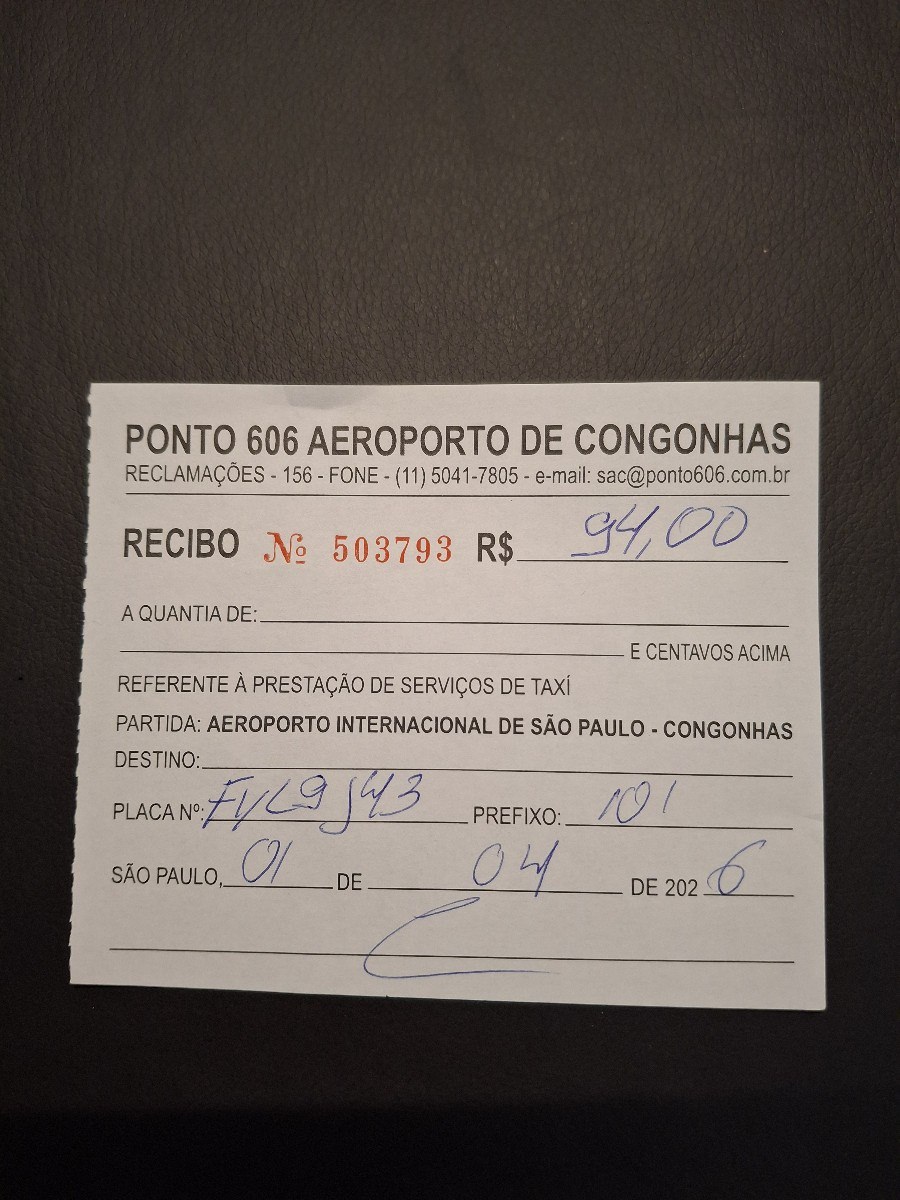 PONTO 606 AEROPORTO DE CONGONHAS
RECLAMAÇÕES - 156 - FONE - (11) 5041-7805 - e-mail: sac@ponto606.com.br
RECIBO Nº 503793 R$ 94,00
A QUANTIA DE:
E CENTAVOS ACIMA
REFERENTE À PRESTAÇÃO DE SERVIÇOS DE TAXÍ
PARTIDA: AEROPORTO INTERNACIONAL DE SÃO PAULO - CONGONHAS
DESTINO:
PLACA Nº: PREFIXO: 101
SÃO PAULO, 01 DE 04 DE 2026